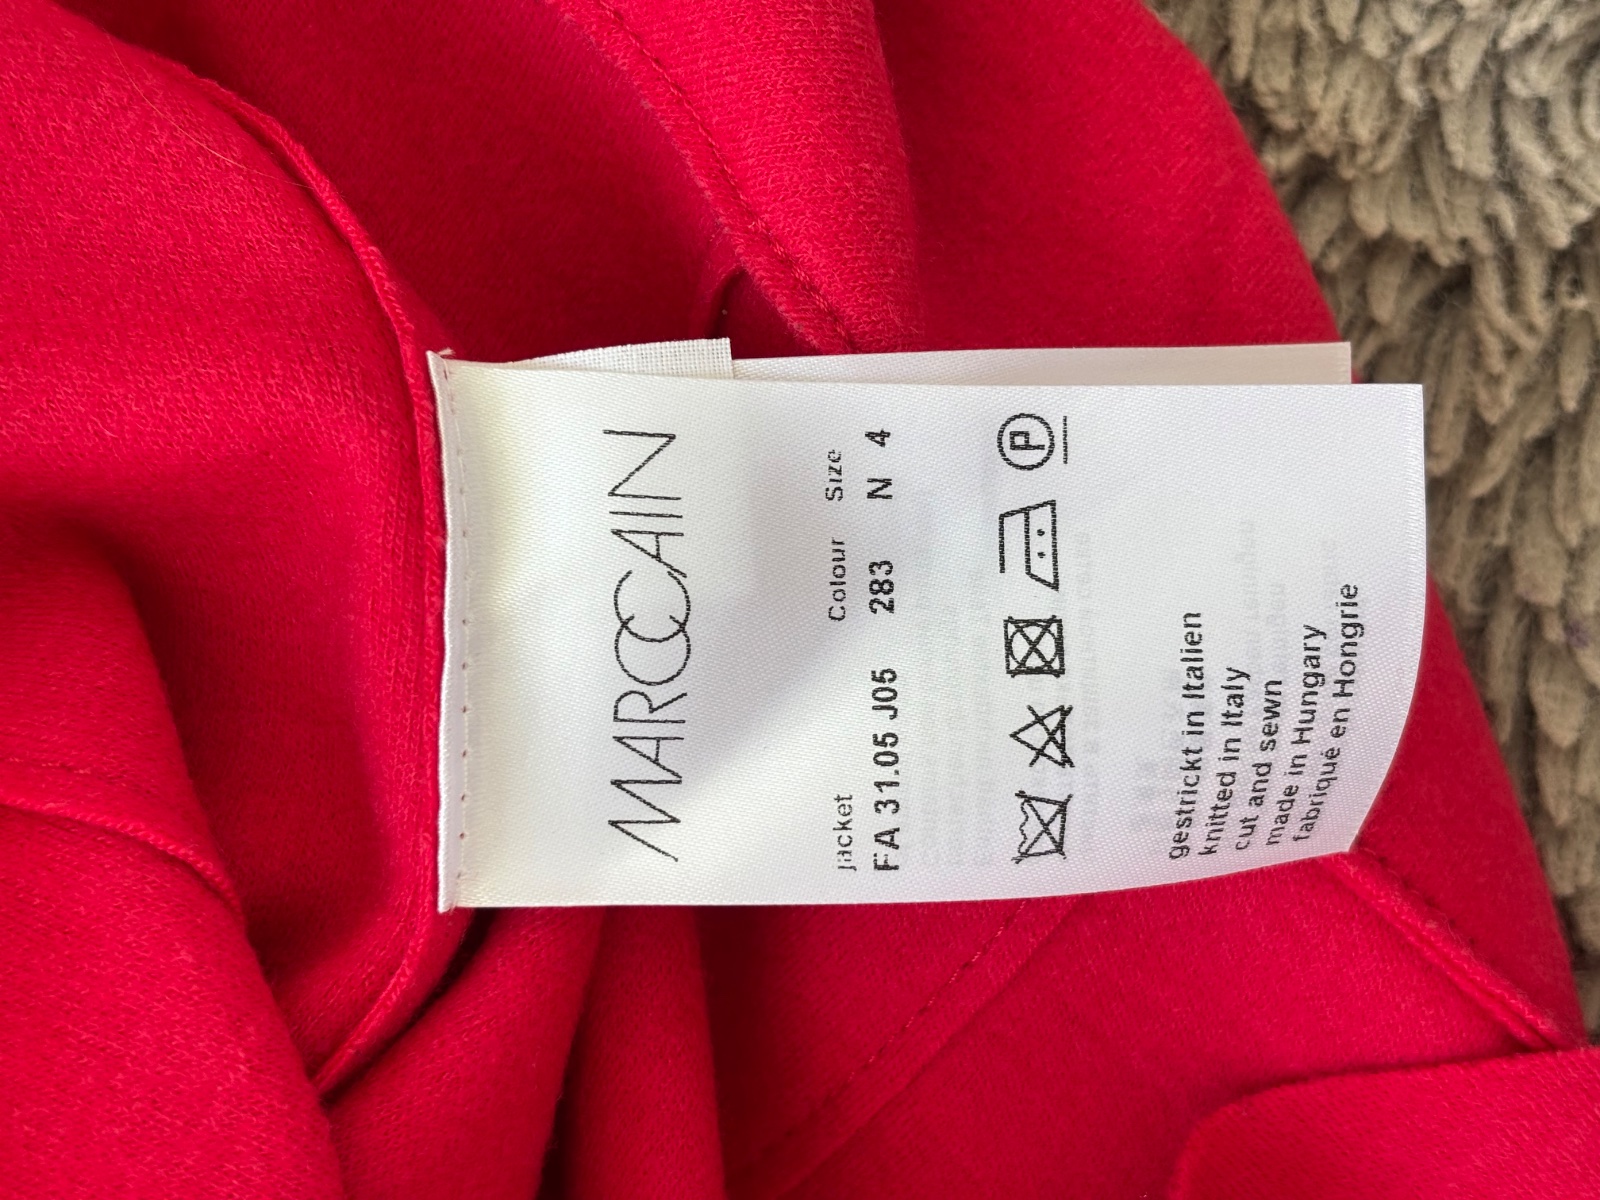 MARCCAIN
Jacket Colour Size
FA 31.05 J05 283 N 4
P
gestrickt in Italien
knitted in Italy
cut and sewn
made in Hungary
fabriqué en Hongrie